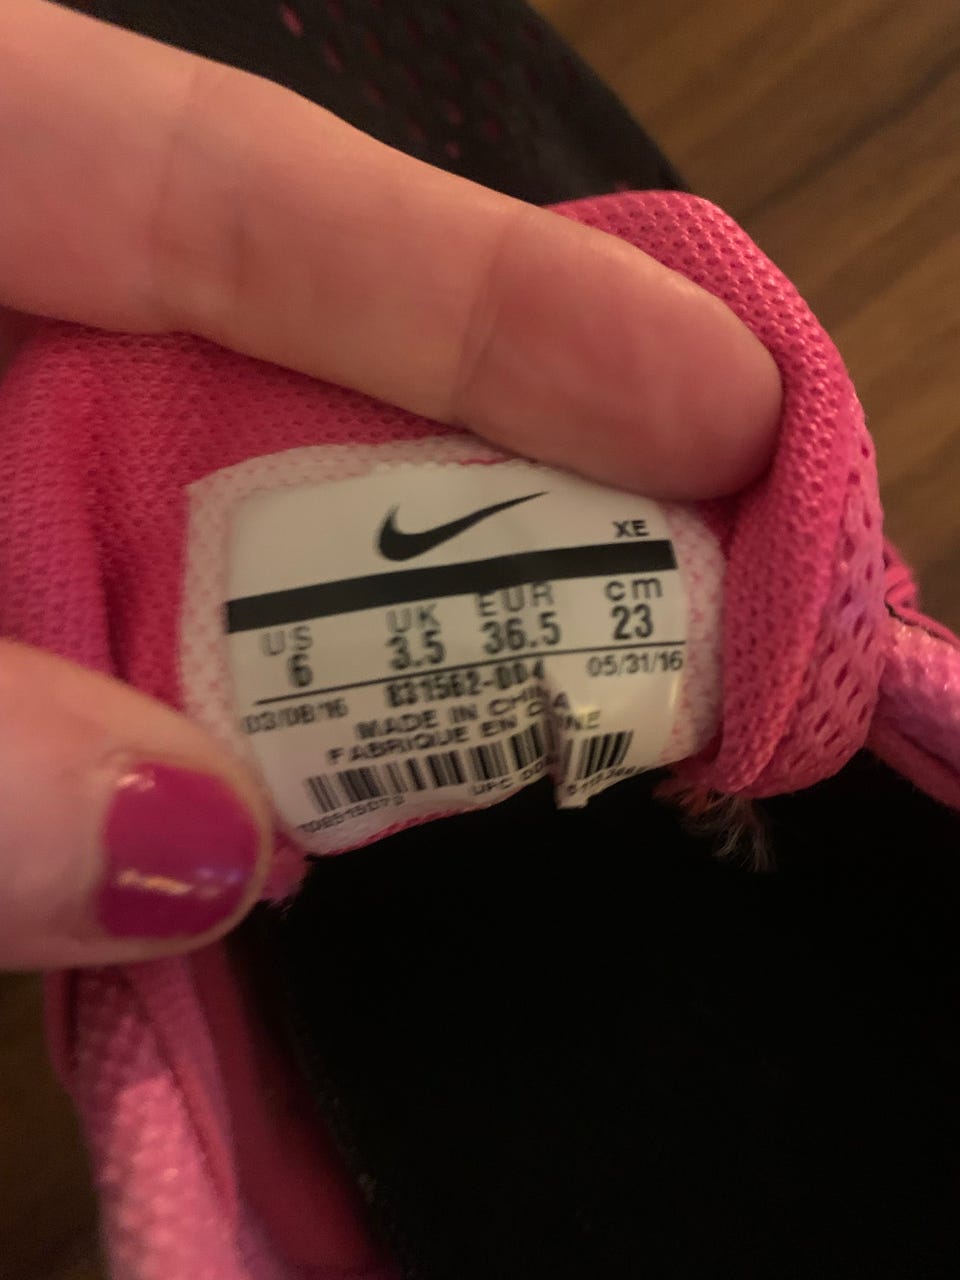 XE
US UK EUR cm
6 3.5 36.5 23
03/08/16 831562-004 05/31/16
MADE IN CHINA
FABRIQUE EN CHINE
UPC